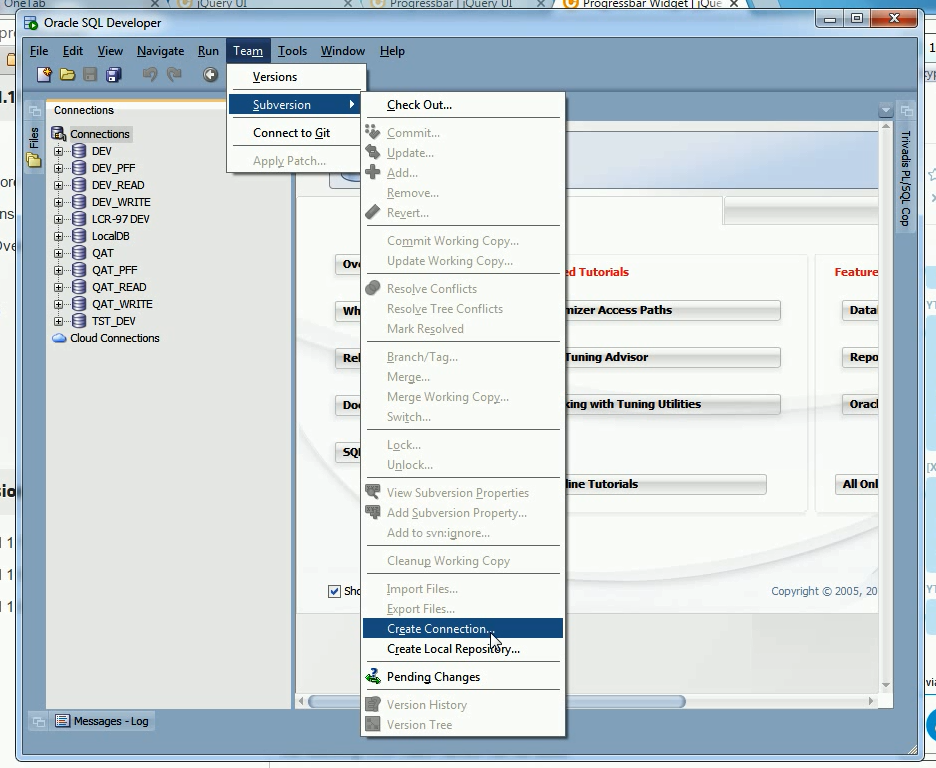 OneTab
jQuery UI
Progressbar | jQuery UI
Progressbar Widget | jQue
Oracle SQL Developer
File Edit View Navigate Run Team Tools Window Help
Versions
Subversion
Connect to Git
Apply Patch...
Check Out...
Commit...
Update...
Add...
Remove...
Revert...
Commit Working Copy...
Update Working Copy...
Resolve Conflicts
Resolve Tree Conflicts
Mark Resolved
Branch/Tag...
Merge...
Merge Working Copy...
Switch...
Lock...
Unlock...
View Subversion Properties
Add Subversion Property...
Add to svn:ignore...
Cleanup Working Copy
Import Files...
Export Files...
Create Connection...
Create Local Repository...
Pending Changes
Version History
Version Tree
Files
Connections
Connections
DEV
DEV_PFF
DEV_READ
DEV_WRITE
LCR-97 DEV
LocalDB
QAT
QAT_PFF
QAT_READ
QAT_WRITE
TST_DEV
Cloud Connections
Ove
Wh
Rel
Doc
SQL
Sho
ed Tutorials
mizer Access Paths
Tuning Advisor
king with Tuning Utilities
line Tutorials
Feature
Data
Repo
Oracl
All Onl
Copyright © 2005, 20
Trivadis PL/SQL Cop
Messages - Log